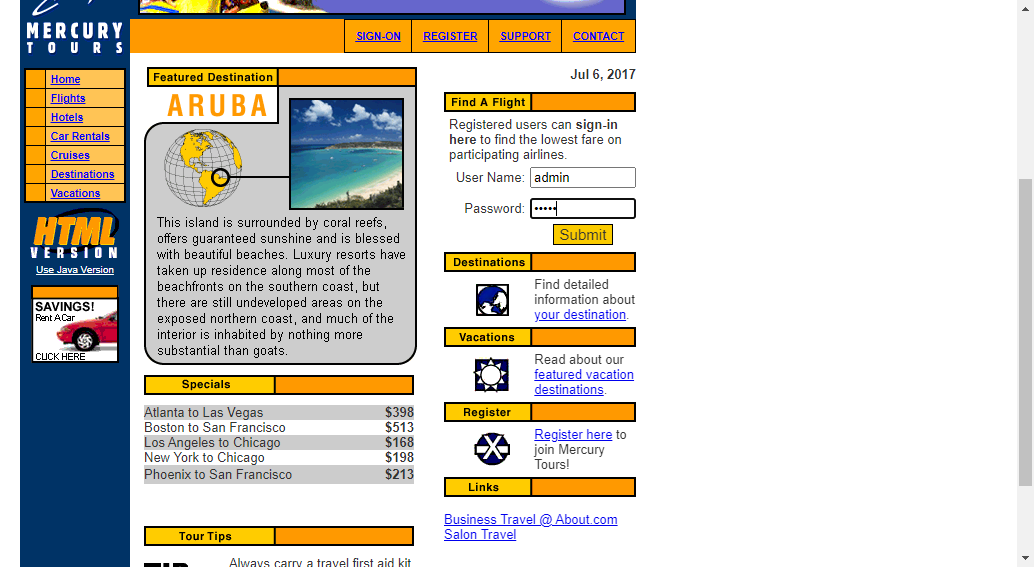 MERCURY
TOURS
SIGN-ON
REGISTER
SUPPORT
CONTACT
Home
Flights
Hotels
Car Rentals
Cruises
Destinations
Vacations
HTML
VERSION
Use Java Version
SAVINGS!
Rent A Car
CLICK HERE
Featured Destination
ARUBA
This island is surrounded by coral reefs,
offers guaranteed sunshine and is blessed
with beautiful beaches. Luxury resorts have
taken up residence along most of the
beachfronts on the southern coast, but
there are still undeveloped areas on the
exposed northern coast, and much of the
interior is inhabited by nothing more
substantial than goats.
Specials
Atlanta to Las Vegas $398
Boston to San Francisco $513
Los Angeles to Chicago $168
New York to Chicago $198
Phoenix to San Francisco $213
Tour Tips
Always carry a travel first aid kit
Jul 6, 2017
Find A Flight
Registered users can sign-in
here to find the lowest fare on
participating airlines.
User Name: admin
Password: •••••
Submit
Destinations
Find detailed
information about
your destination.
Vacations
Read about our
featured vacation
destinations.
Register
Register here to
join Mercury
Tours!
Links
Business Travel @ About.com
Salon Travel